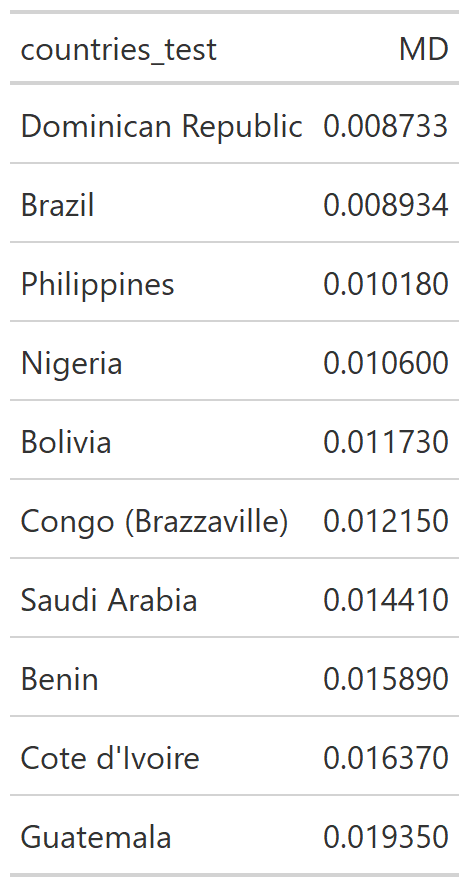 countries_test MD
Dominican Republic 0.008733
Brazil 0.008934
Philippines 0.010180
Nigeria 0.010600
Bolivia 0.011730
Congo (Brazzaville) 0.012150
Saudi Arabia 0.014410
Benin 0.015890
Cote d'Ivoire 0.016370
Guatemala 0.019350